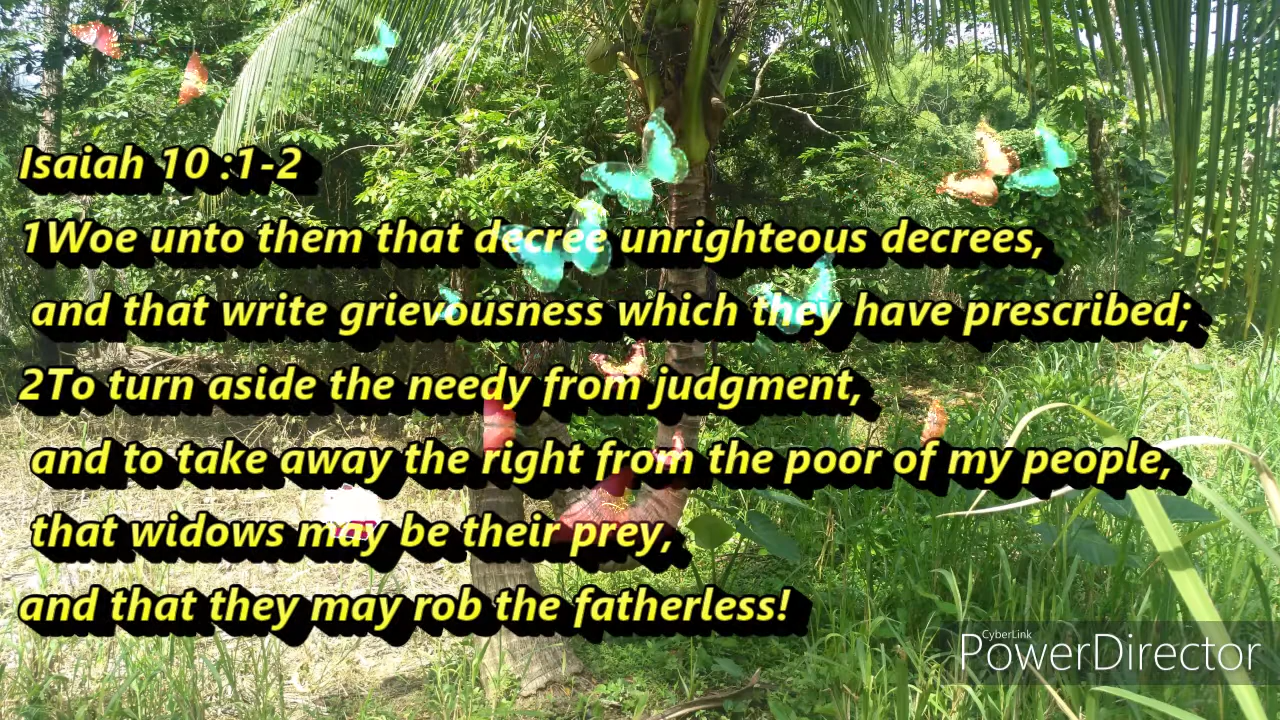 Isaiah 10 :1-2
1Woe unto them that decree unrighteous decrees,
and that write grievousness which they have prescribed;
2To turn aside the needy from judgment,
and to take away the right from the poor of my people,
that widows may be their prey,
and that they may rob the fatherless!
CyberLink
PowerDirector